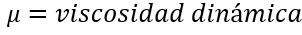 μ = viscosidad dinámica